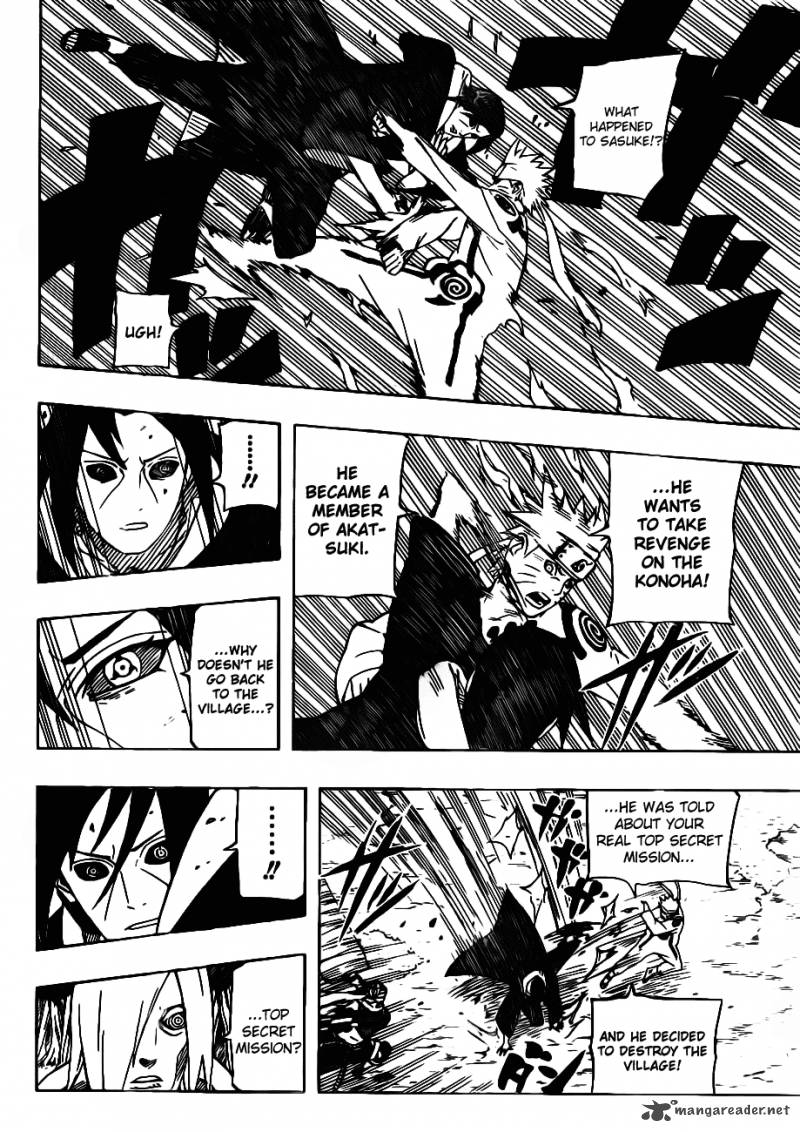 WHAT
HAPPENED
TO SASUKE!?
UGH!
...HE
WANTS
TO TAKE
REVENGE
ON THE
KONOHA!
HE
BECAME A
MEMBER
OF AKAT-
SUKI.
.......!!
...WHY
DOESN'T HE
GO BACK
TO THE
VILLAGE...?
...HE WAS TOLD
ABOUT YOUR
REAL TOP SECRET
MISSION...
AND HE DECIDED
TO DESTROY THE
VILLAGE!
.......!!
...TOP
SECRET
MISSION?
mangareader.net